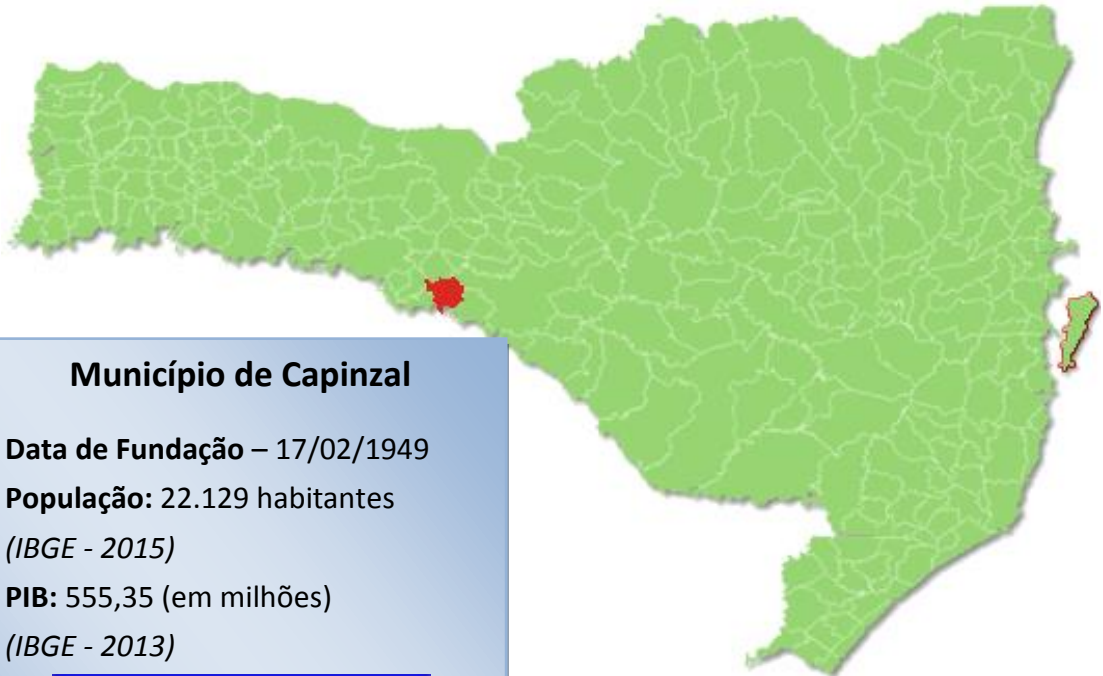 Município de Capinzal
Data de Fundação – 17/02/1949
População: 22.129 habitantes
(IBGE - 2015)
PIB: 555,35 (em milhões)
(IBGE - 2013)